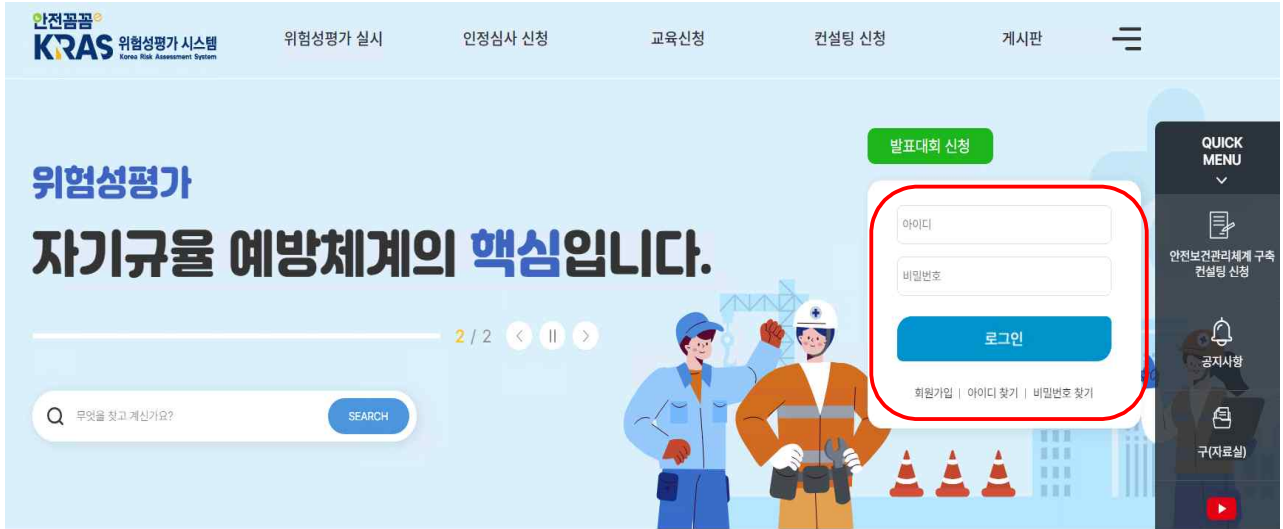 안전꼼꼼e
KRAS 위험성평가 시스템
Korea Risk Assessment System
위험성평가 실시
인정심사 신청
교육신청
컨설팅 신청
게시판
위험성평가
자기규율 예방체계의 핵심입니다.
2 / 2
무엇을 찾고 계신가요?
SEARCH
발표대회 신청
아이디
비밀번호
로그인
회원가입 | 아이디 찾기 | 비밀번호 찾기
QUICK
MENU
안전보건관리체계 구축
컨설팅 신청
공지사항
구(자료실)